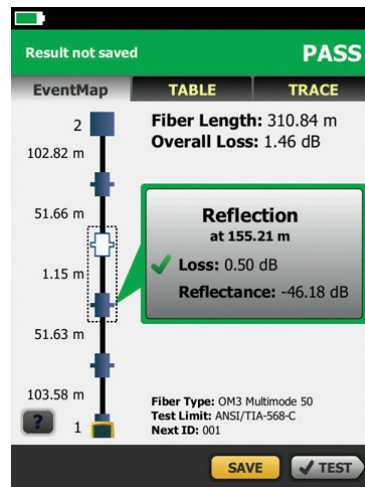 Result not saved
PASS
EventMap
TABLE
TRACE
2
Fiber Length: 310.84 m
Overall Loss: 1.46 dB
102.82 m
51.66 m
Reflection
at 155.21 m
Loss: 0.50 dB
1.15 m
Reflectance: -46.18 dB
51.63 m
103.58 m
Fiber Type: OM3 Multimode 50
Test Limit: ANSI/TIA-568-C
Next ID: 001
?
1
SAVE
TEST